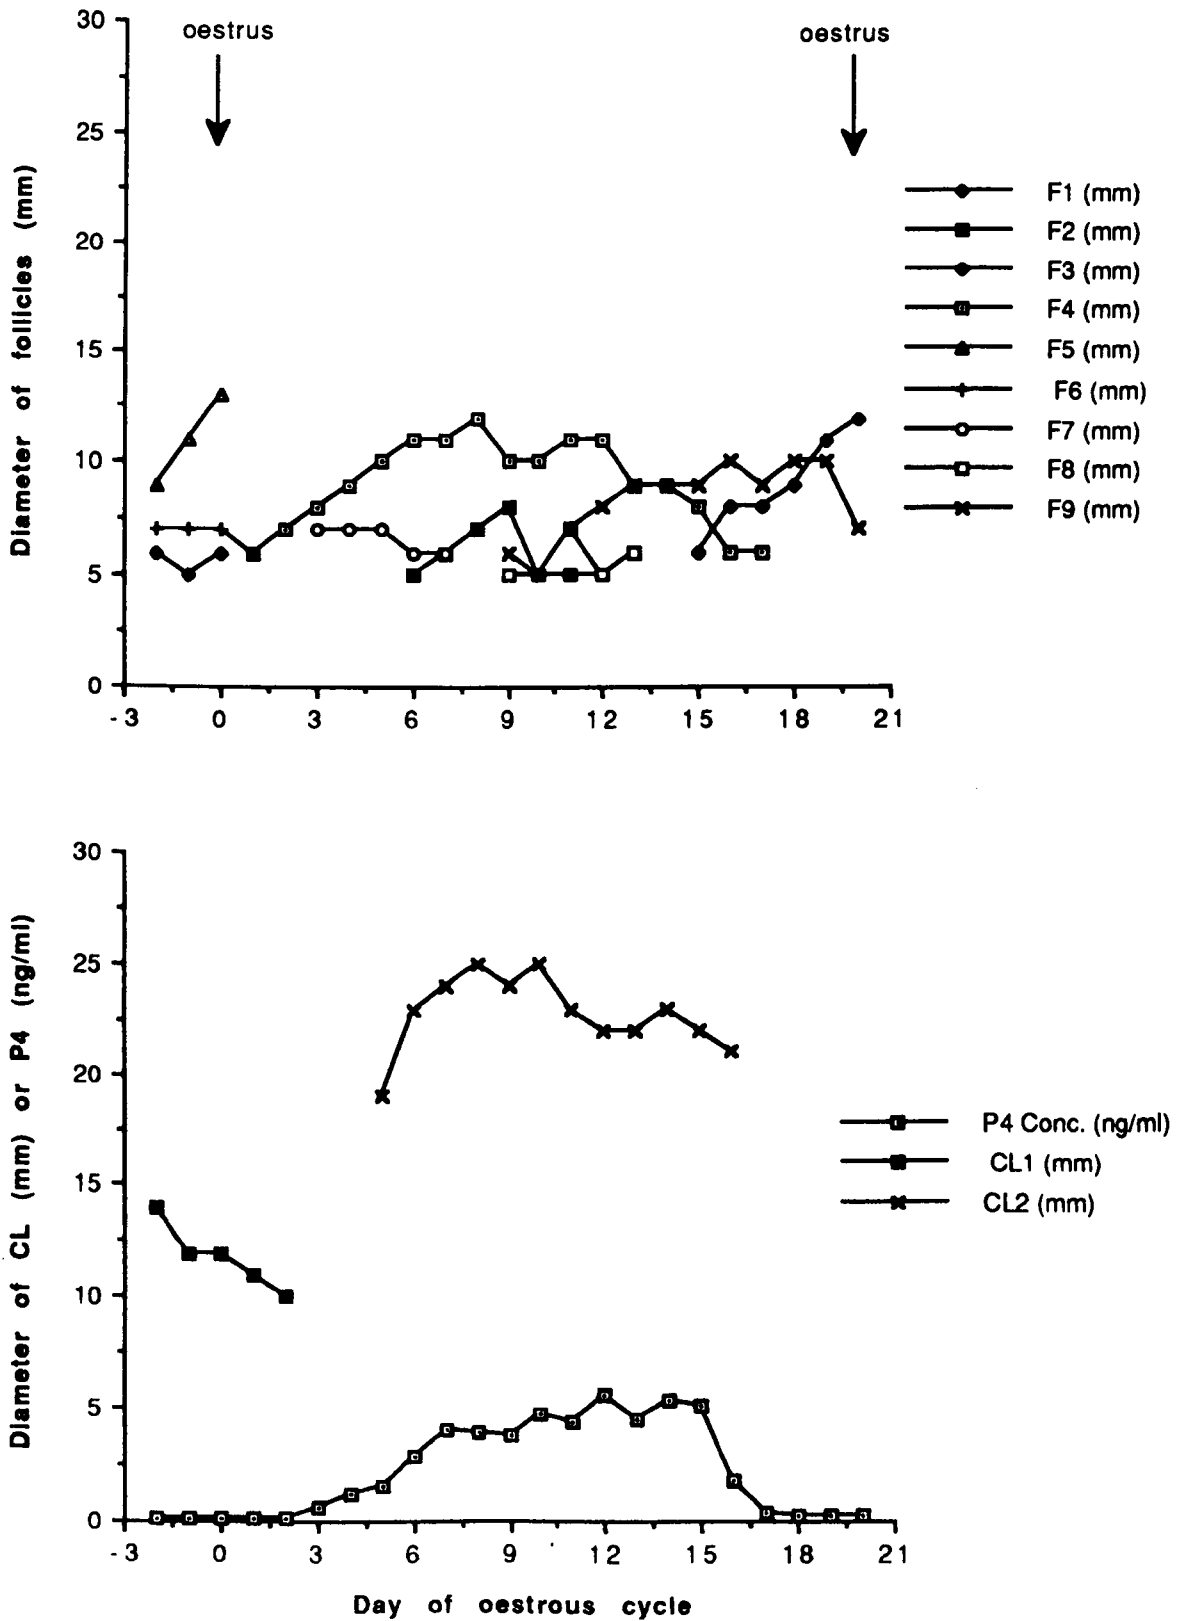 oestrus
oestrus
Diameter of follicles (mm)
30
25
20
15
10
5
0
-3 0 3 6 9 12 15 18 21
F1 (mm)
F2 (mm)
F3 (mm)
F4 (mm)
F5 (mm)
F6 (mm)
F7 (mm)
F8 (mm)
F9 (mm)
Diameter of CL (mm) or P4 (ng/ml)
30
25
20
15
10
5
0
-3 0 3 6 9 12 15 18 21
P4 Conc. (ng/ml)
CL1 (mm)
CL2 (mm)
Day of oestrous cycle